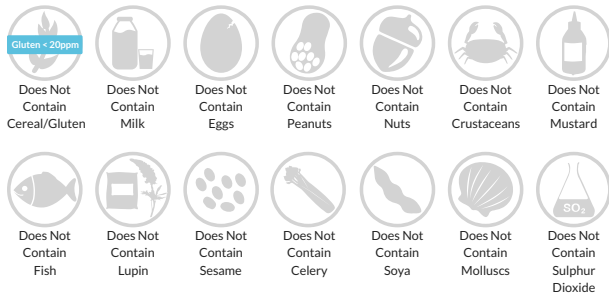 Gluten < 20ppm
Does Not
Contain
Cereal/Gluten
Does Not
Contain
Milk
Does Not
Contain
Eggs
Does Not
Contain
Peanuts
Does Not
Contain
Nuts
Does Not
Contain
Crustaceans
Does Not
Contain
Mustard
Does Not
Contain
Fish
Does Not
Contain
Lupin
Does Not
Contain
Sesame
Does Not
Contain
Celery
Does Not
Contain
Soya
Does Not
Contain
Molluscs
SO₂
Does Not
Contain
Sulphur
Dioxide